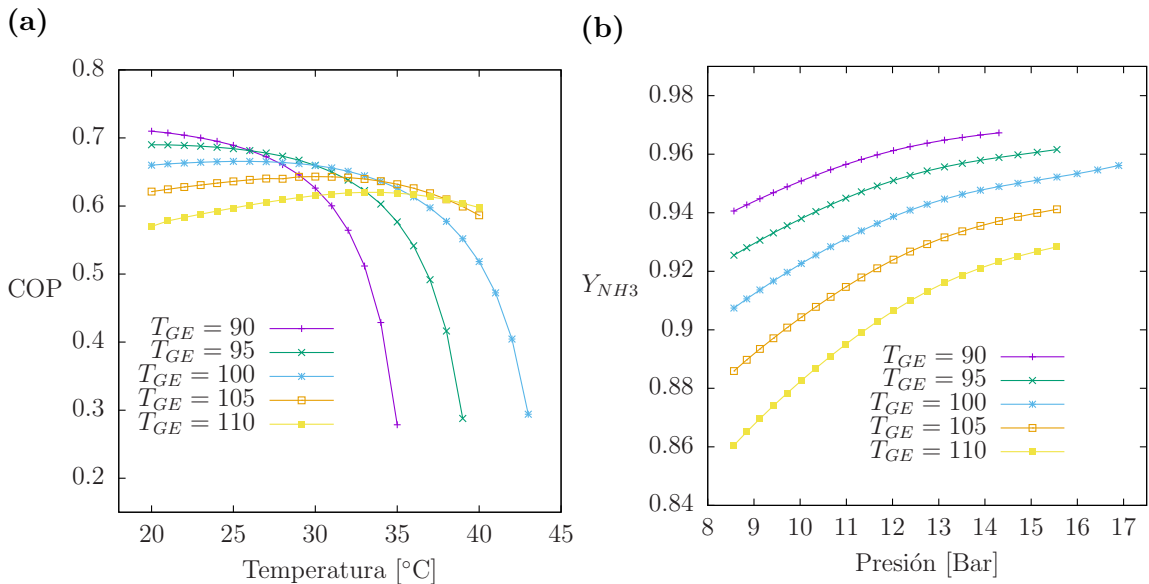 (a)
0.8
0.7
0.6
0.5
0.4
0.3
0.2
COP
T_GE = 90
T_GE = 95
T_GE = 100
T_GE = 105
T_GE = 110
20 25 30 35 40 45
Temperatura [°C]
(b)
0.98
0.96
0.94
0.92
0.9
0.88
0.86
0.84
Y_NH3
T_GE = 90
T_GE = 95
T_GE = 100
T_GE = 105
T_GE = 110
8 9 10 11 12 13 14 15 16 17
Presión [Bar]